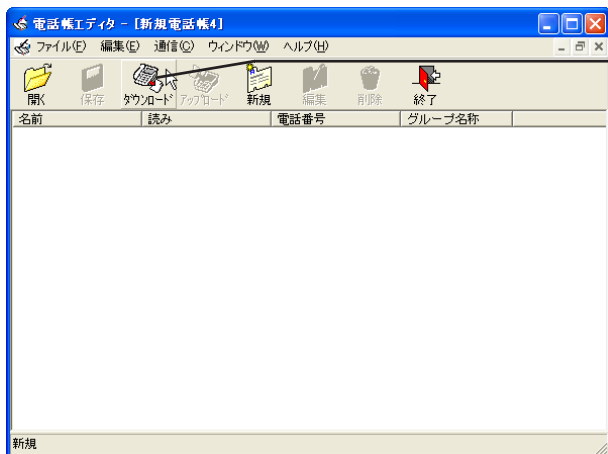 電話帳エディタ - [新規電話帳4]
ファイル(F) 編集(E) 通信(C) ウィンドウ(W) ヘルプ(H)
開く 保存 ダウンロード アップロード 新規 編集 削除 終了
名前 読み 電話番号 グループ名称
新規